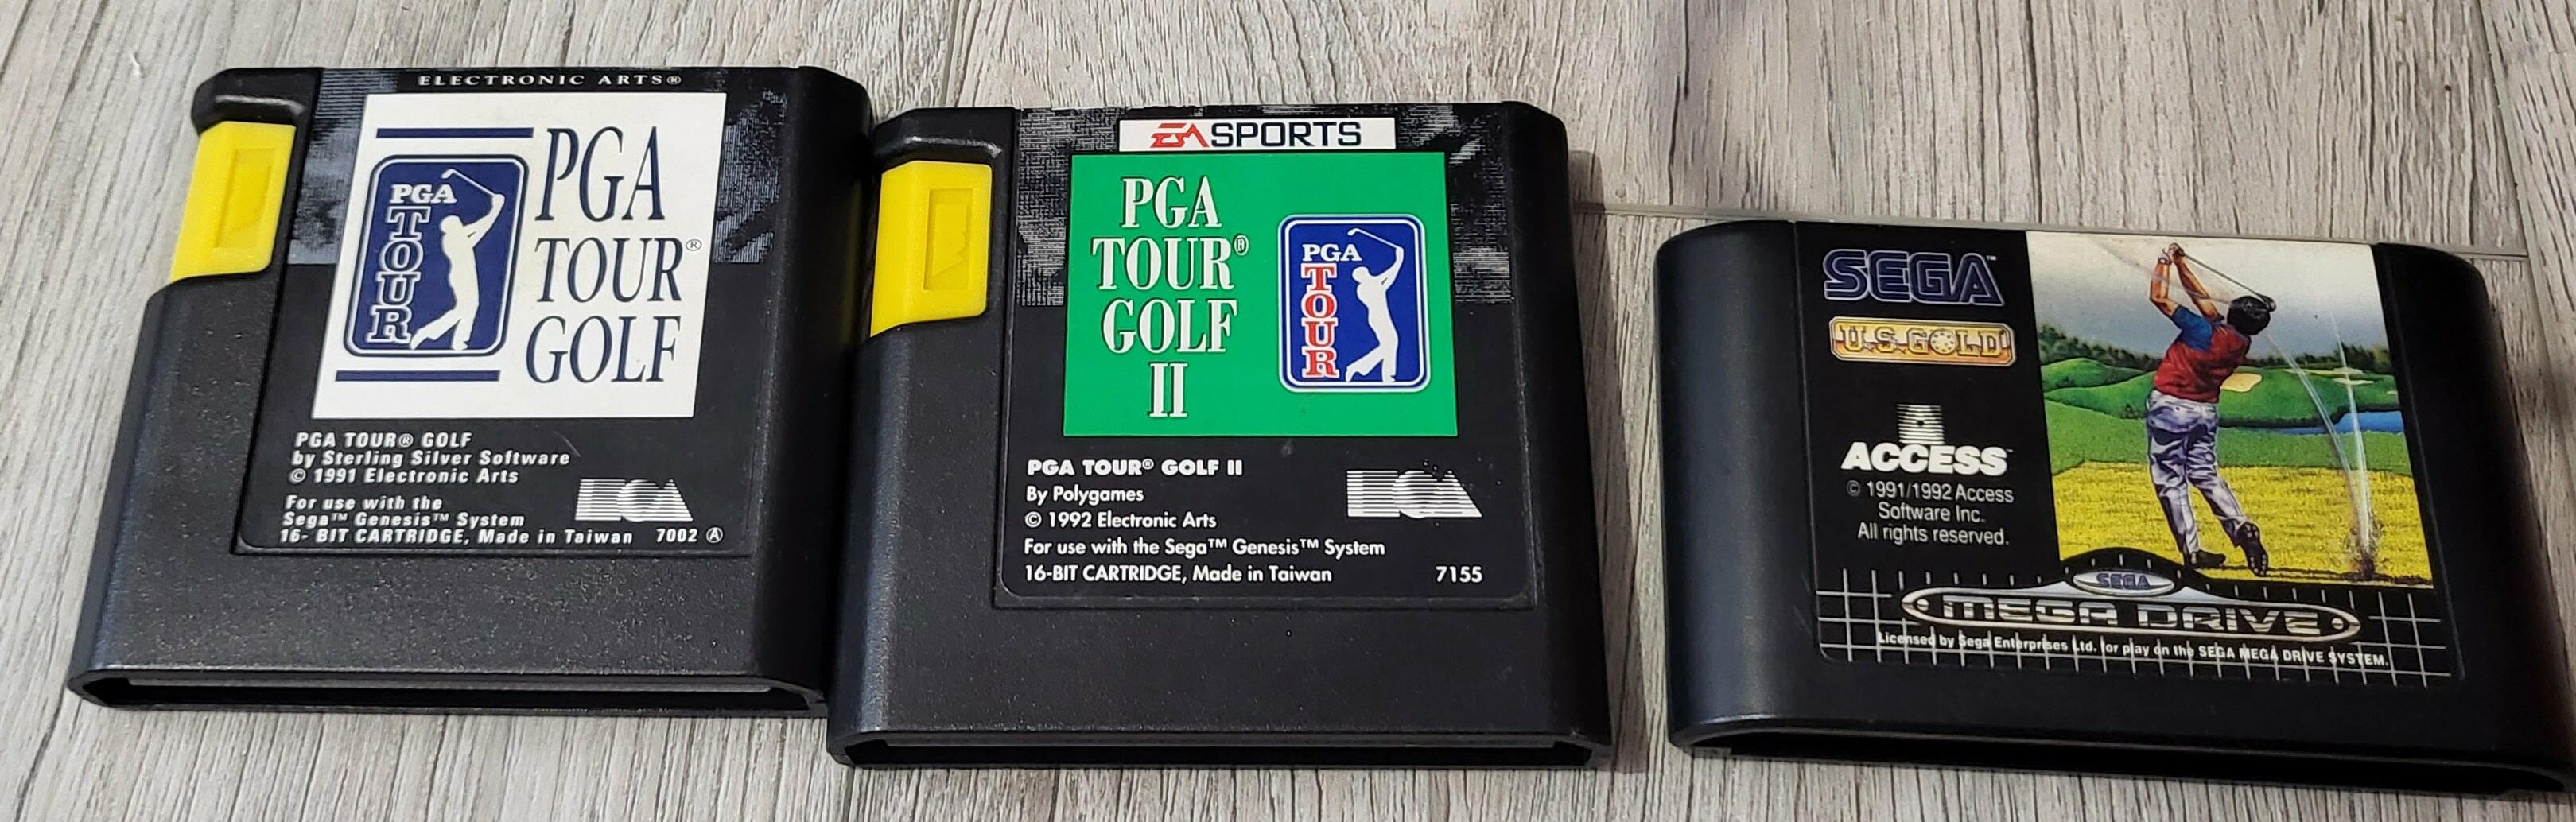 ELECTRONIC ARTS®
PGA
TOUR
PGA
TOUR®
GOLF
PGA TOUR® GOLF
by Sterling Silver Software
© 1991 Electronic Arts
For use with the
Sega™ Genesis™ System
16- BIT CARTRIDGE, Made in Taiwan 7002 Ⓐ
EA
EA SPORTS
PGA
TOUR®
GOLF
II
PGA
TOUR
PGA TOUR® GOLF II
By Polygames
© 1992 Electronic Arts
For use with the Sega™ Genesis™ System
16-BIT CARTRIDGE, Made in Taiwan 7155
EA
SEGA™
U.S. GOLD
ACCESS™
© 1991/1992 Access
Software Inc.
All rights reserved.
SEGA
MEGA DRIVE
Licensed by Sega Enterprises Ltd. for play on the SEGA MEGA DRIVE SYSTEM.